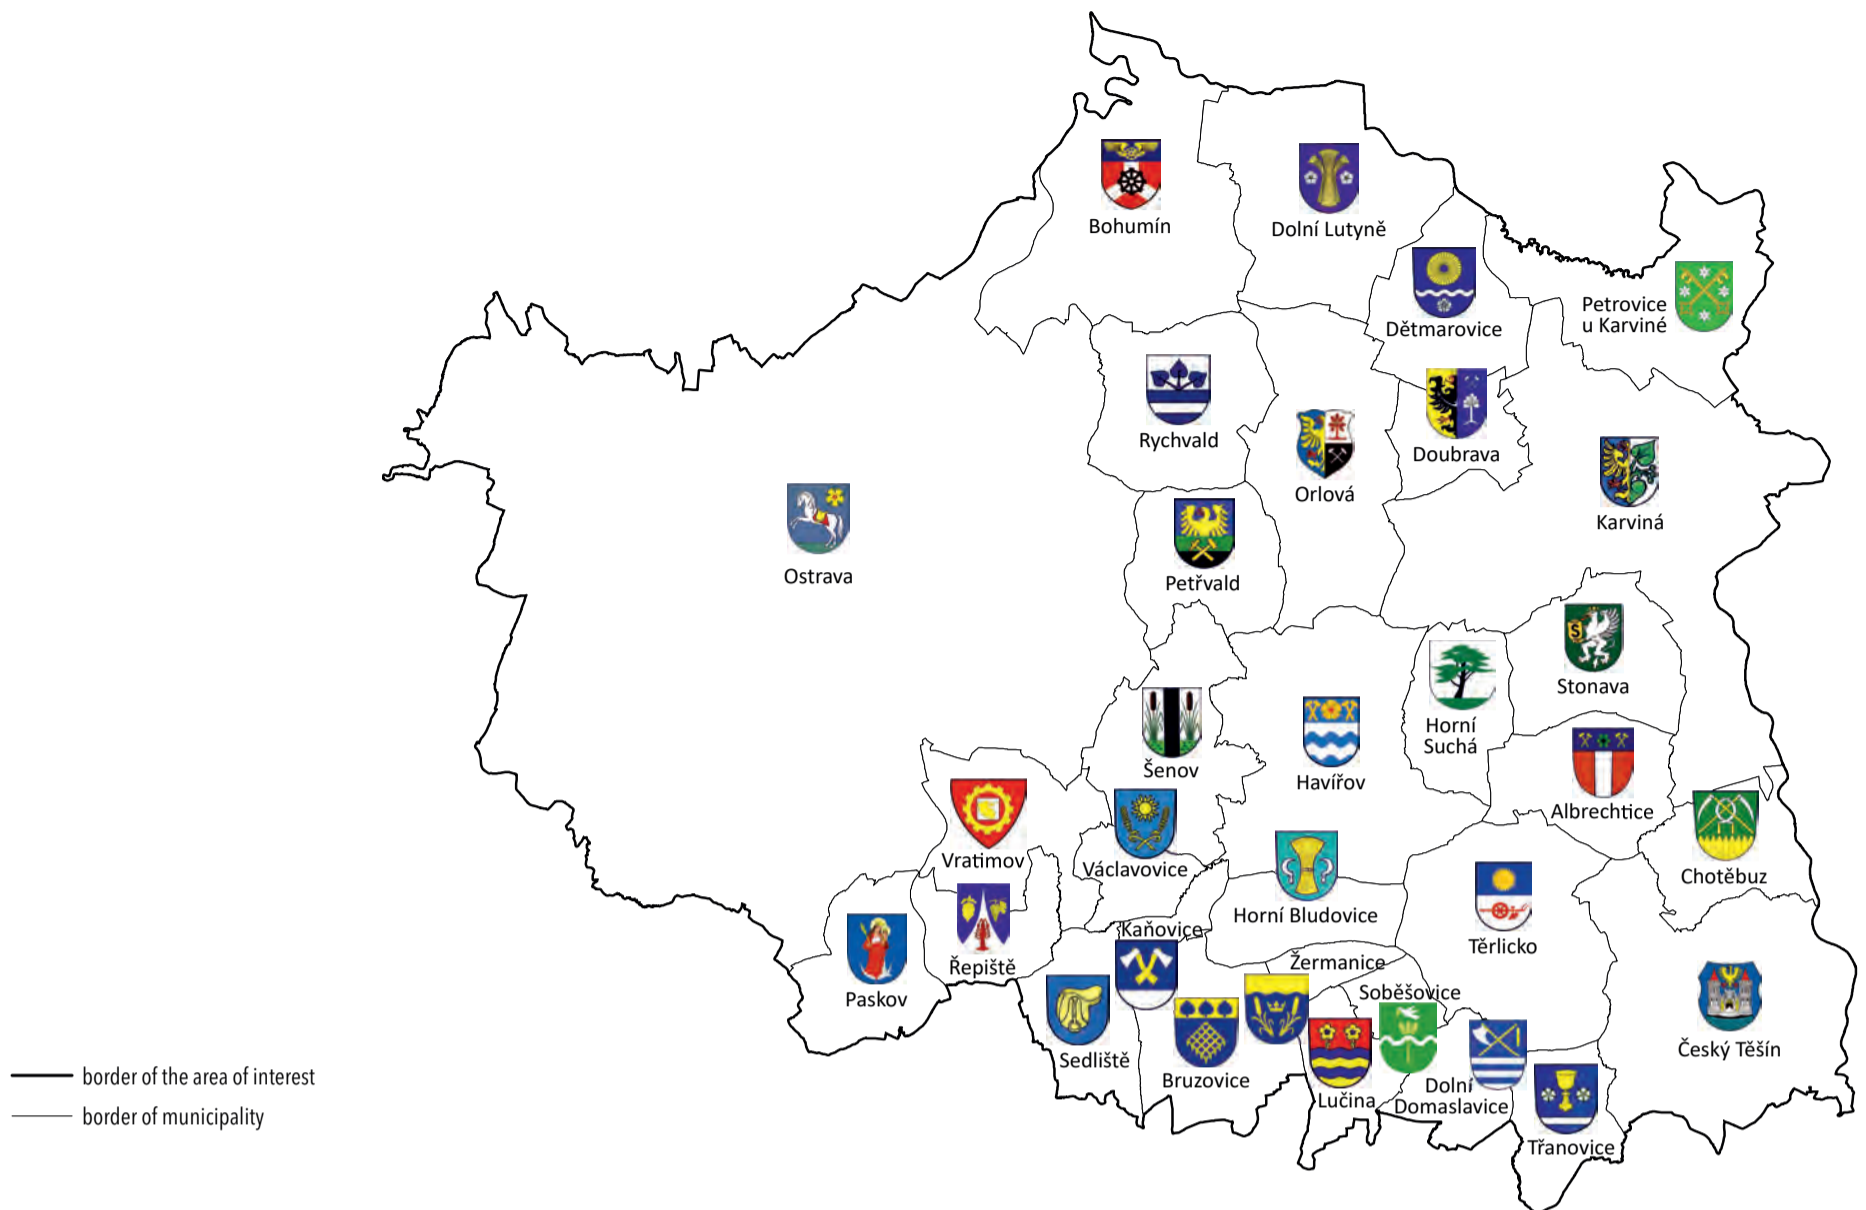 Bohumín
Dolní Lutyně
Petrovice
u Karviné
Dětmarovice
Rychvald
Doubrava
Orlová
Karviná
Ostrava
Petřvald
S
Stonava
Horní
Suchá
Šenov
Havířov
Albrechtice
Vratimov
Václavovice
Chotěbuz
Horní Bludovice
Kaňovice
Těrlicko
Řepiště
Žermanice
Paskov
Soběšovice
Český Těšín
Sedliště
Bruzovice
Dolní
Domaslavice
Lučina
Třanovice
border of the area of interest
border of municipality